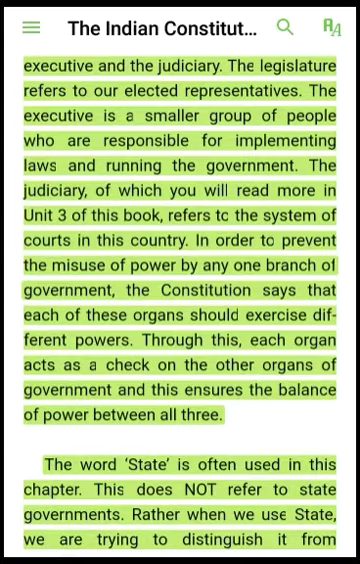 The Indian Constitut...
executive and the judiciary. The legislature
refers to our elected representatives. The
executive is a smaller group of people
who are responsible for implementing
laws and running the government. The
judiciary, of which you will read more in
Unit 3 of this book, refers to the system of
courts in this country. In order to prevent
the misuse of power by any one branch of
government, the Constitution says that
each of these organs should exercise dif-
ferent powers. Through this, each organ
acts as a check on the other organs of
government and this ensures the balance
of power between all three.
The word ‘State’ is often used in this
chapter. This does NOT refer to state
governments. Rather when we use State,
we are trying to distinguish it from